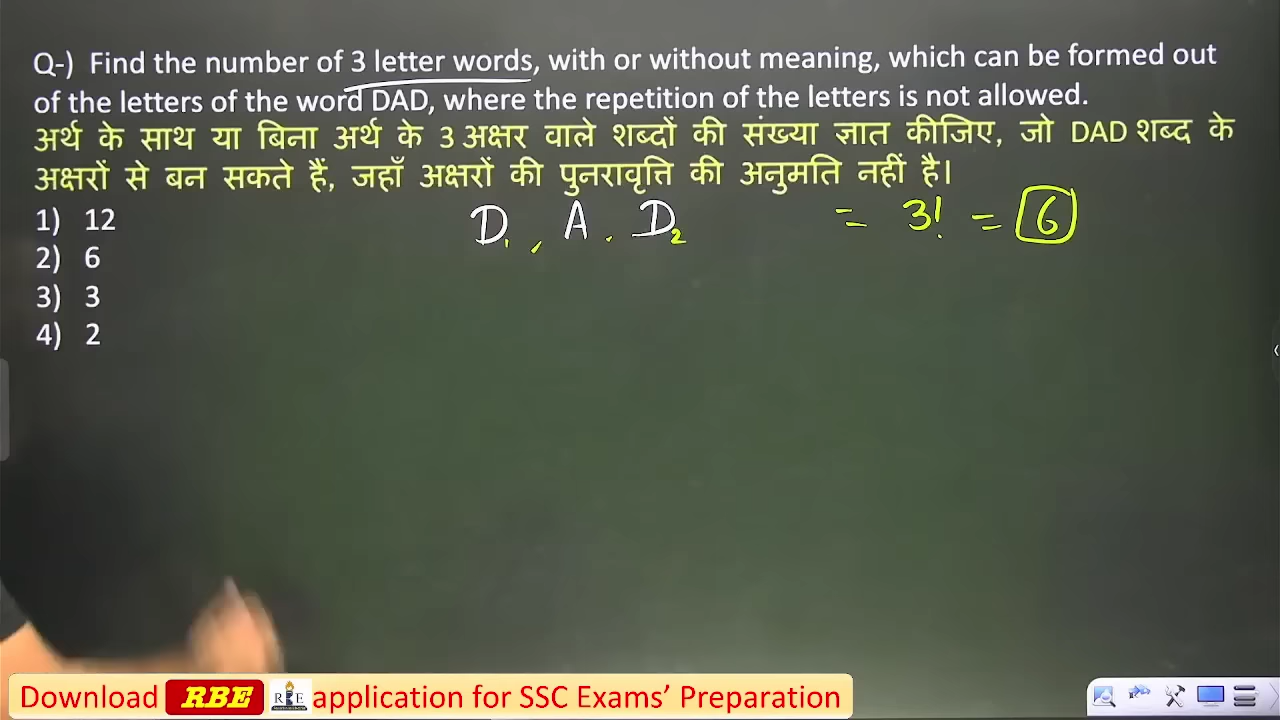 Q-) Find the number of 3 letter words, with or without meaning, which can be formed out
of the letters of the word DAD, where the repetition of the letters is not allowed.
अर्थ के साथ या बिना अर्थ के 3 अक्षर वाले शब्दों की संख्या ज्ञात कीजिए, जो DAD शब्द के
अक्षरों से बन सकते हैं, जहाँ अक्षरों की पुनरावृत्ति की अनुमति नहीं है।
1) 12
D₁, A, D₂ = 3! = 6
2) 6
3) 3
4) 2
Download RBE RBE application for SSC Exams’ Preparation